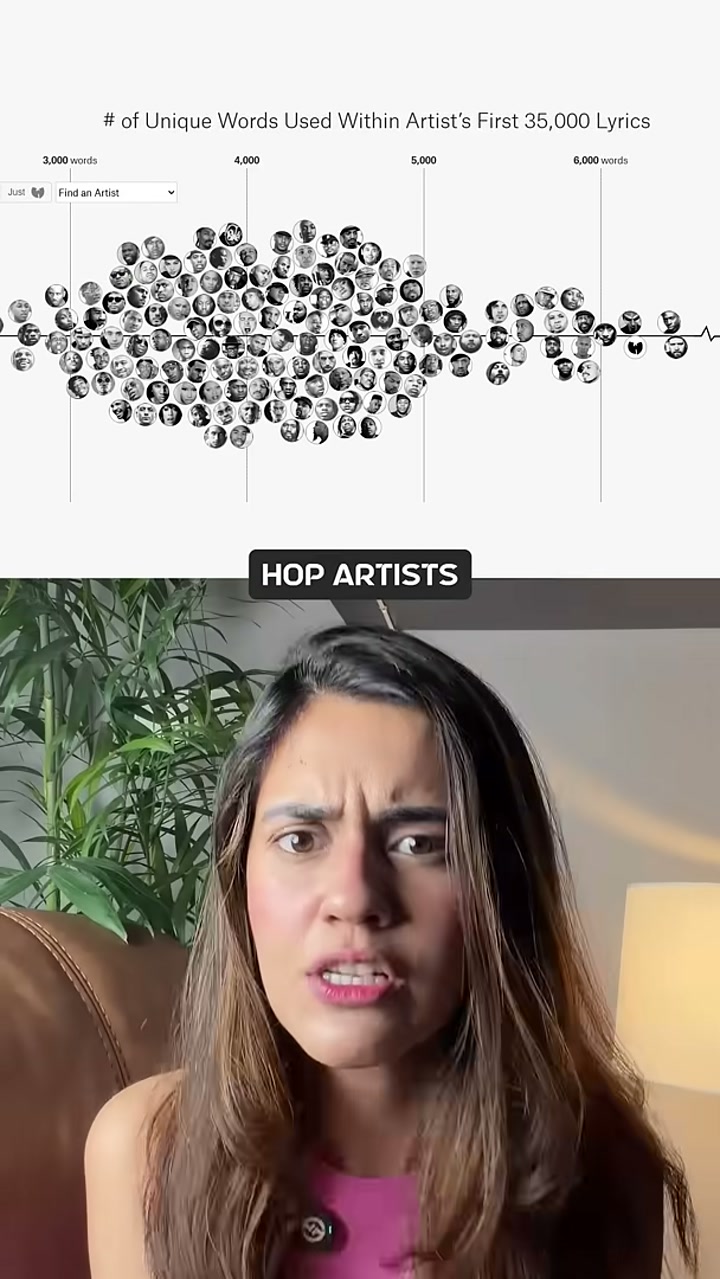 # of Unique Words Used Within Artist's First 35,000 Lyrics
3,000 words 4,000 5,000 6,000 words
Just Find an Artist
HOP ARTISTS